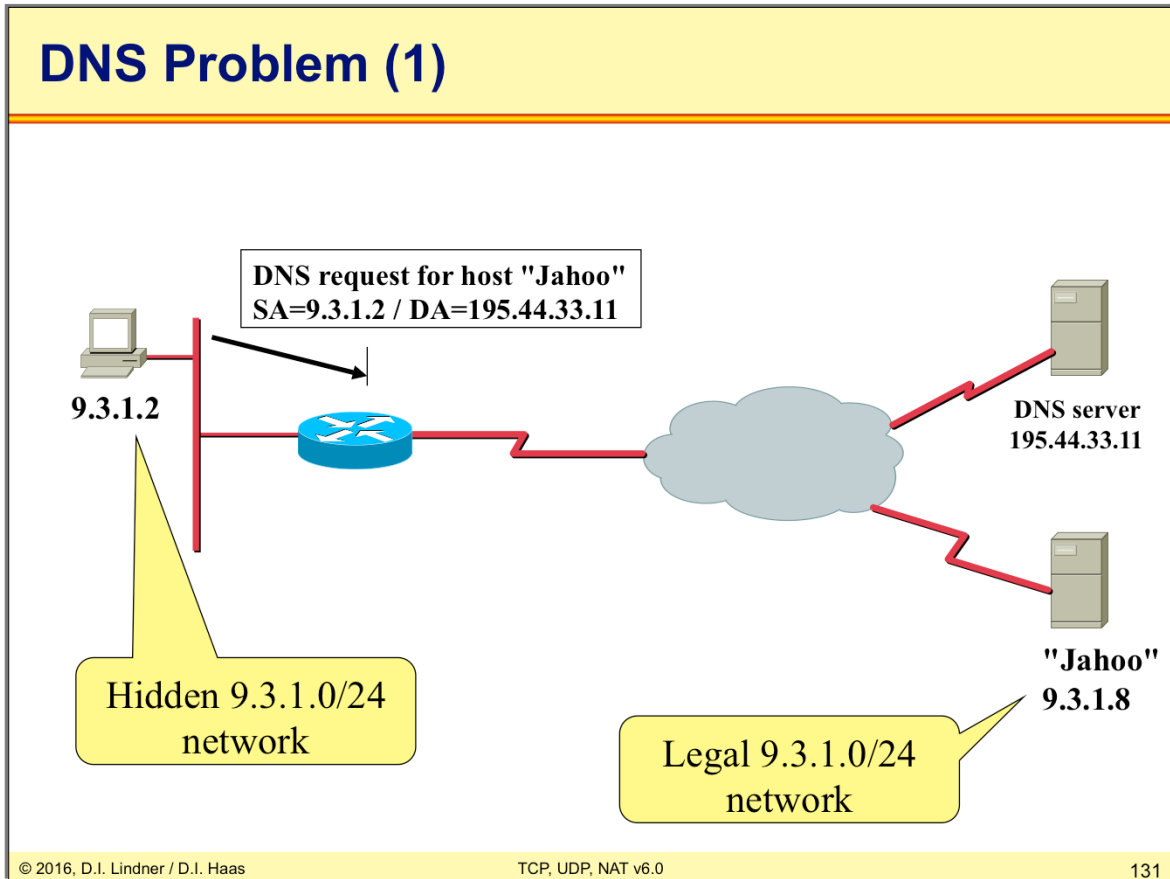 DNS Problem (1)
DNS request for host "Jahoo"
SA=9.3.1.2 / DA=195.44.33.11
9.3.1.2
DNS server
195.44.33.11
Hidden 9.3.1.0/24
network
"Jahoo"
9.3.1.8
Legal 9.3.1.0/24
network
© 2016, D.I. Lindner / D.I. Haas
TCP, UDP, NAT v6.0
131